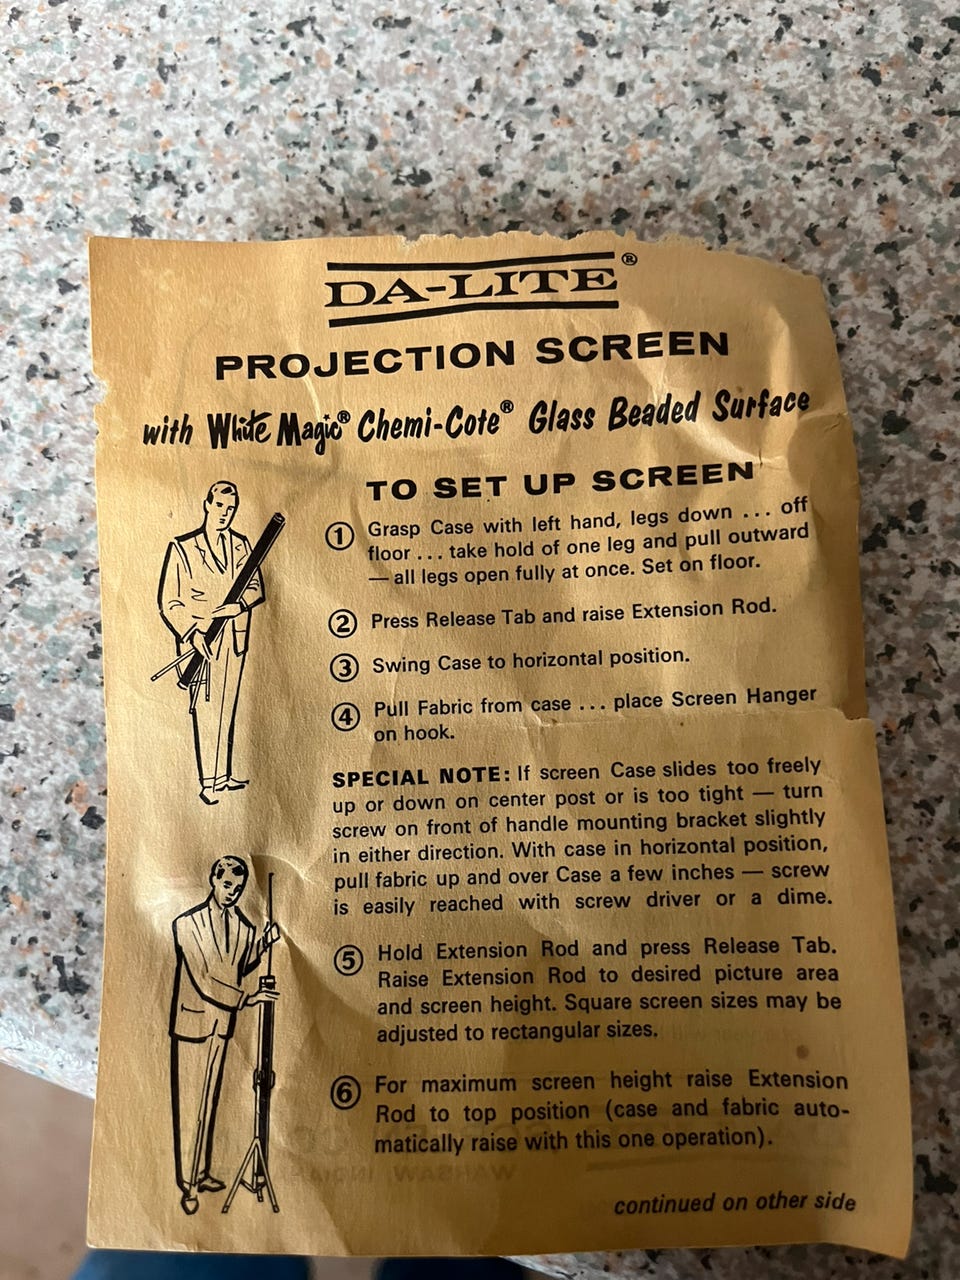 DA-LITE®
PROJECTION SCREEN
with White Magic® Chemi-Cote® Glass Beaded Surface
TO SET UP SCREEN
① Grasp Case with left hand, legs down ... off
floor ... take hold of one leg and pull outward
— all legs open fully at once. Set on floor.
② Press Release Tab and raise Extension Rod.
③ Swing Case to horizontal position.
④ Pull Fabric from case ... place Screen Hanger
on hook.
SPECIAL NOTE: If screen Case slides too freely
up or down on center post or is too tight — turn
screw on front of handle mounting bracket slightly
in either direction. With case in horizontal position,
pull fabric up and over Case a few inches — screw
is easily reached with screw driver or a dime.
⑤ Hold Extension Rod and press Release Tab.
Raise Extension Rod to desired picture area
and screen height. Square screen sizes may be
adjusted to rectangular sizes.
⑥ For maximum screen height raise Extension
Rod to top position (case and fabric auto-
matically raise with this one operation).
continued on other side